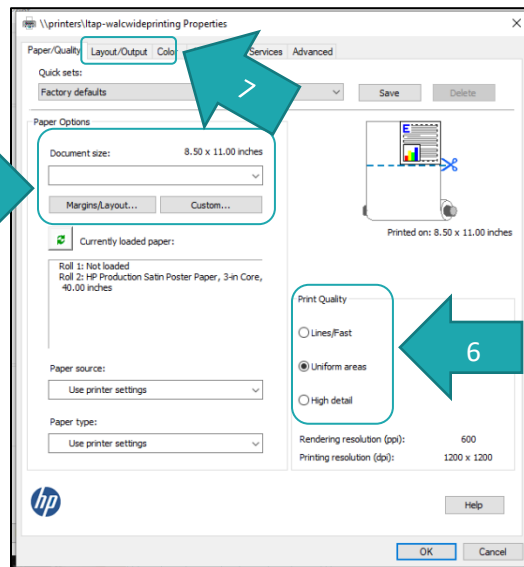 \\printers\ltap-walcwideprinting Properties
Paper/Quality Layout/Output Color Services Advanced
Quick sets:
Factory defaults
Save
Delete
7
Paper Options
Document size:
8.50 x 11.00 inches
Margins/Layout...
Custom...
E
Printed on: 8.50 x 11.00 inches
Currently loaded paper:
Roll 1: Not loaded
Roll 2: HP Production Satin Poster Paper, 3-in Core,
40.00 inches
Print Quality
Lines/Fast
Uniform areas
High detail
6
Paper source:
Use printer settings
Paper type:
Use printer settings
Rendering resolution (ppi): 600
Printing resolution (dpi): 1200 x 1200
hp
Help
OK
Cancel